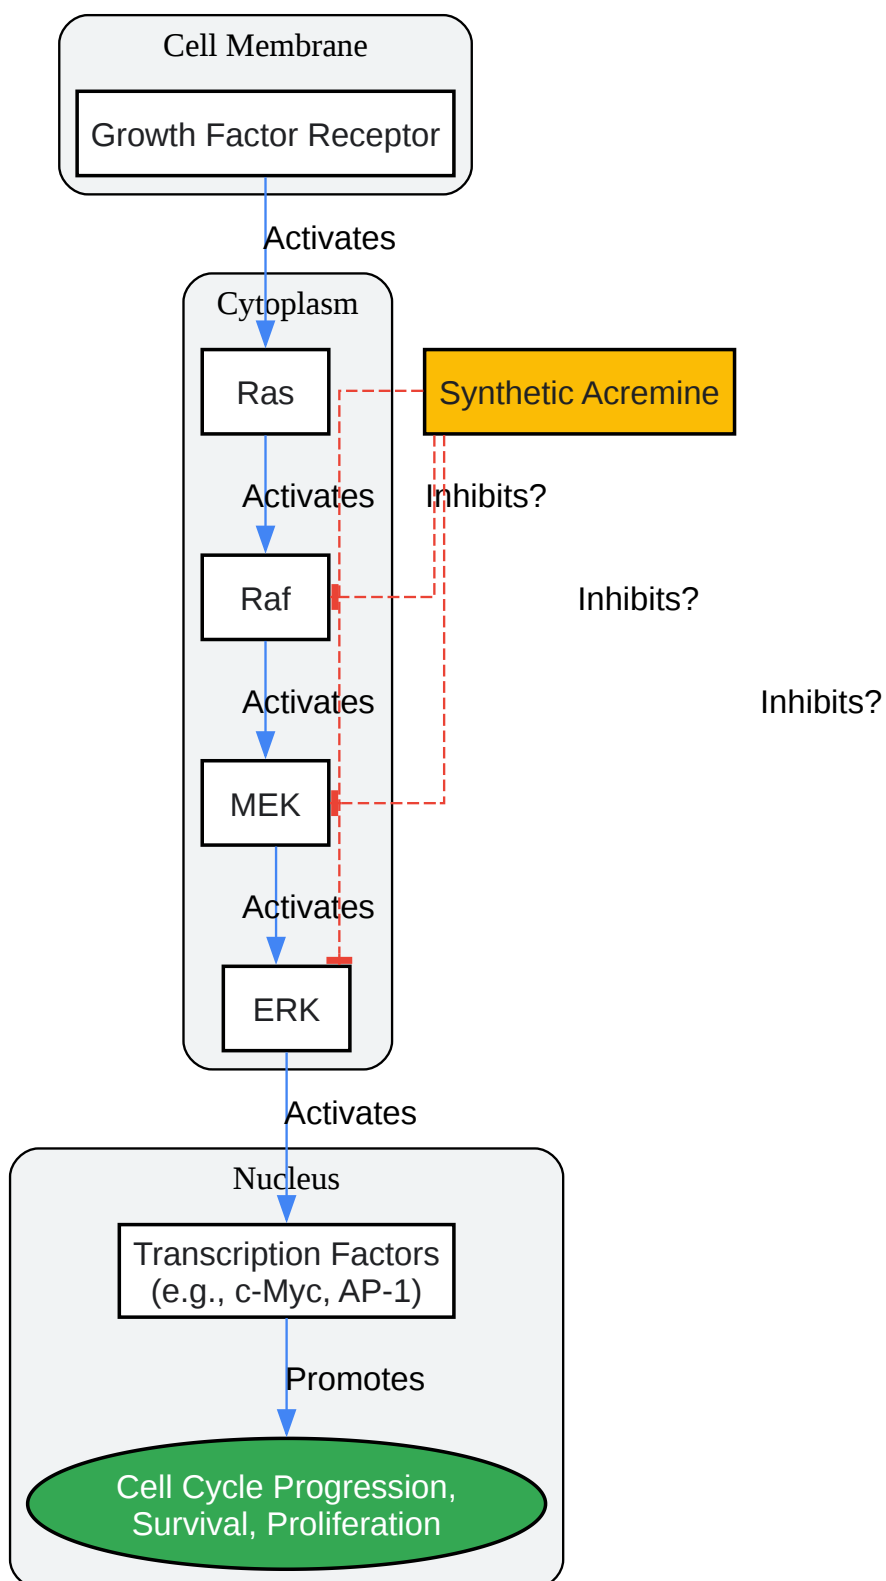 Cell Membrane
Growth Factor Receptor
Activates
Cytoplasm
Ras
Synthetic Acremine
Activates
Inhibits?
Raf
Inhibits?
Activates
Inhibits?
MEK
Activates
ERK
Activates
Nucleus
Transcription Factors
(e.g., c-Myc, AP-1)
Promotes
Cell Cycle Progression,
Survival, Proliferation